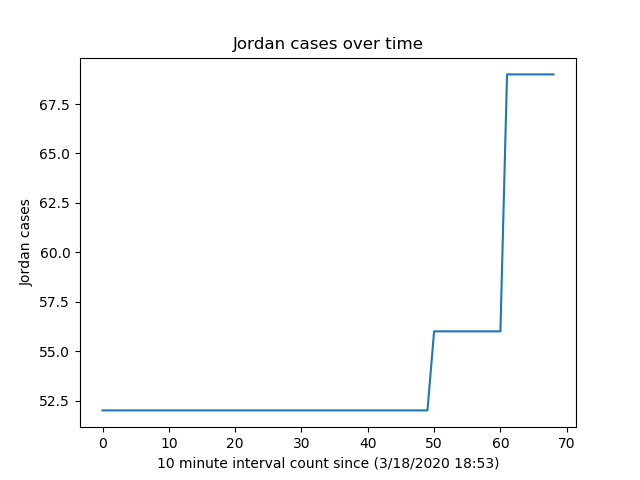 Jordan cases over time
67.5
65.0
62.5
60.0
57.5
55.0
52.5
Jordan cases
0 10 20 30 40 50 60 70
10 minute interval count since (3/18/2020 18:53)